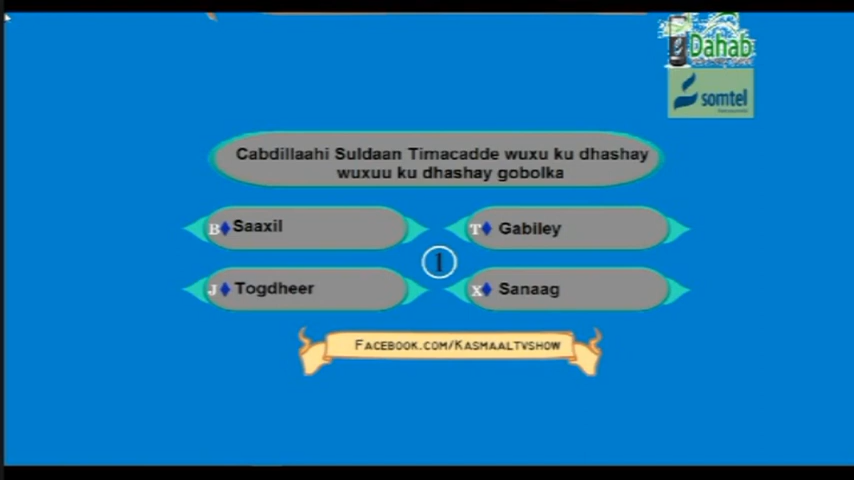 Dahab
somtel
Cabdillaahi Suldaan Timacadde wuxu ku dhashay
wuxuu ku dhashay gobolka
B Saaxil
T Gabiley
1
J Togdheer
X Sanaag
FACEBOOK.COM/KASMAALTVSHOW